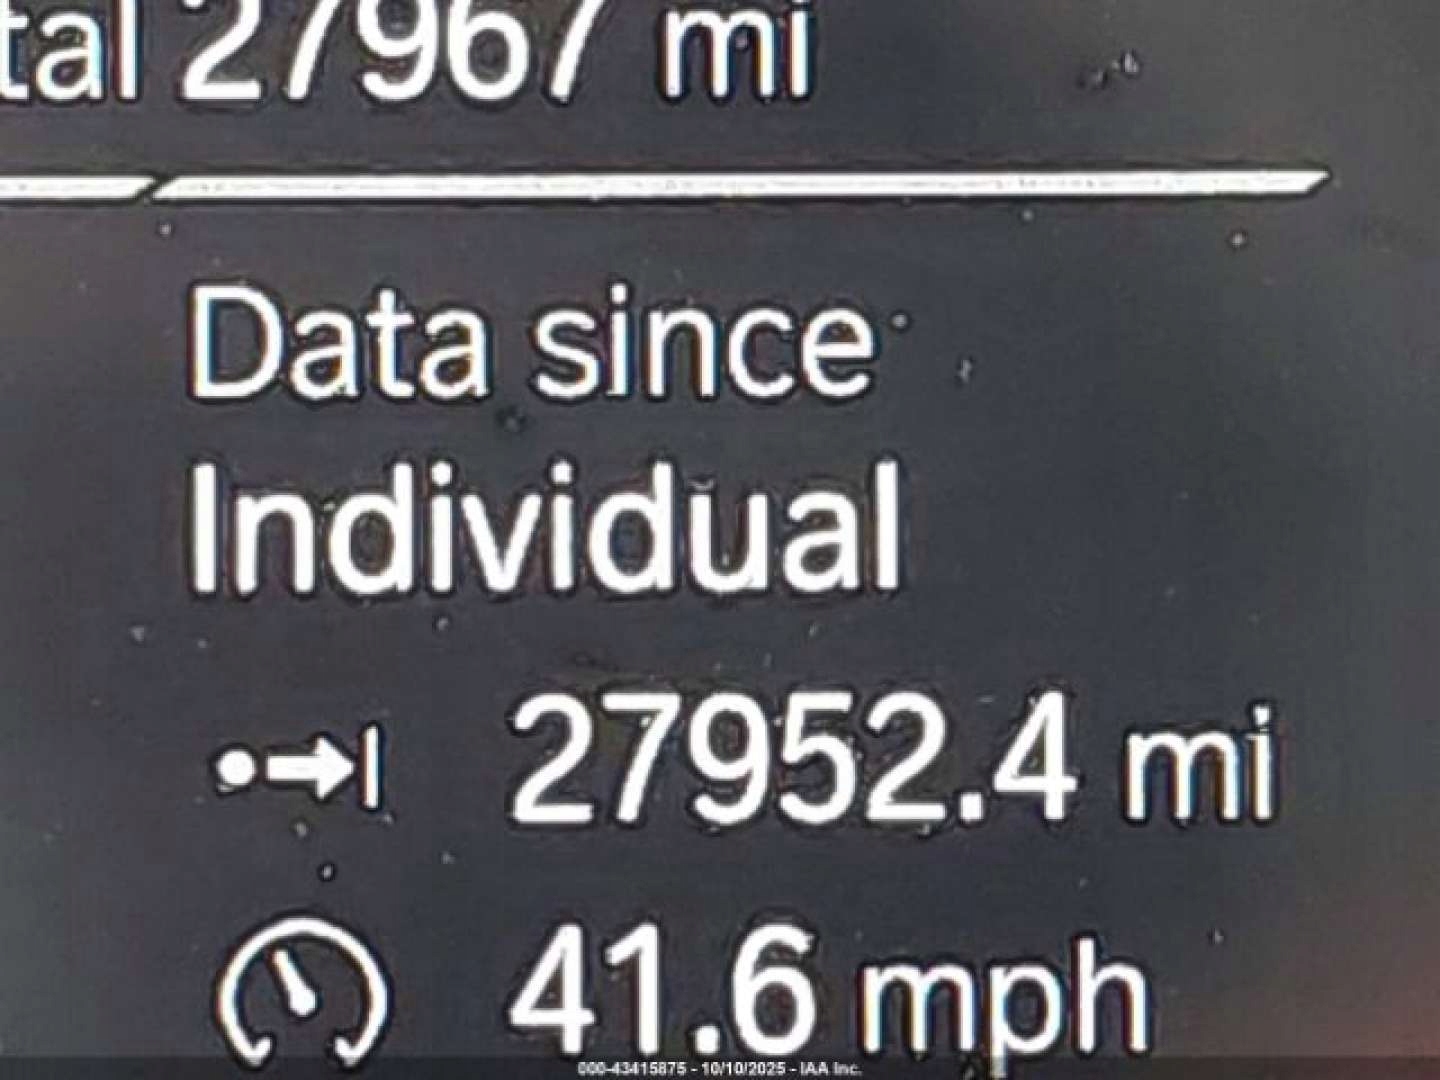 tal 27967 mi
Data since
Individual
27952.4 mi
41.6 mph
000-43415875 - 10/10/2025 - IAA Inc.